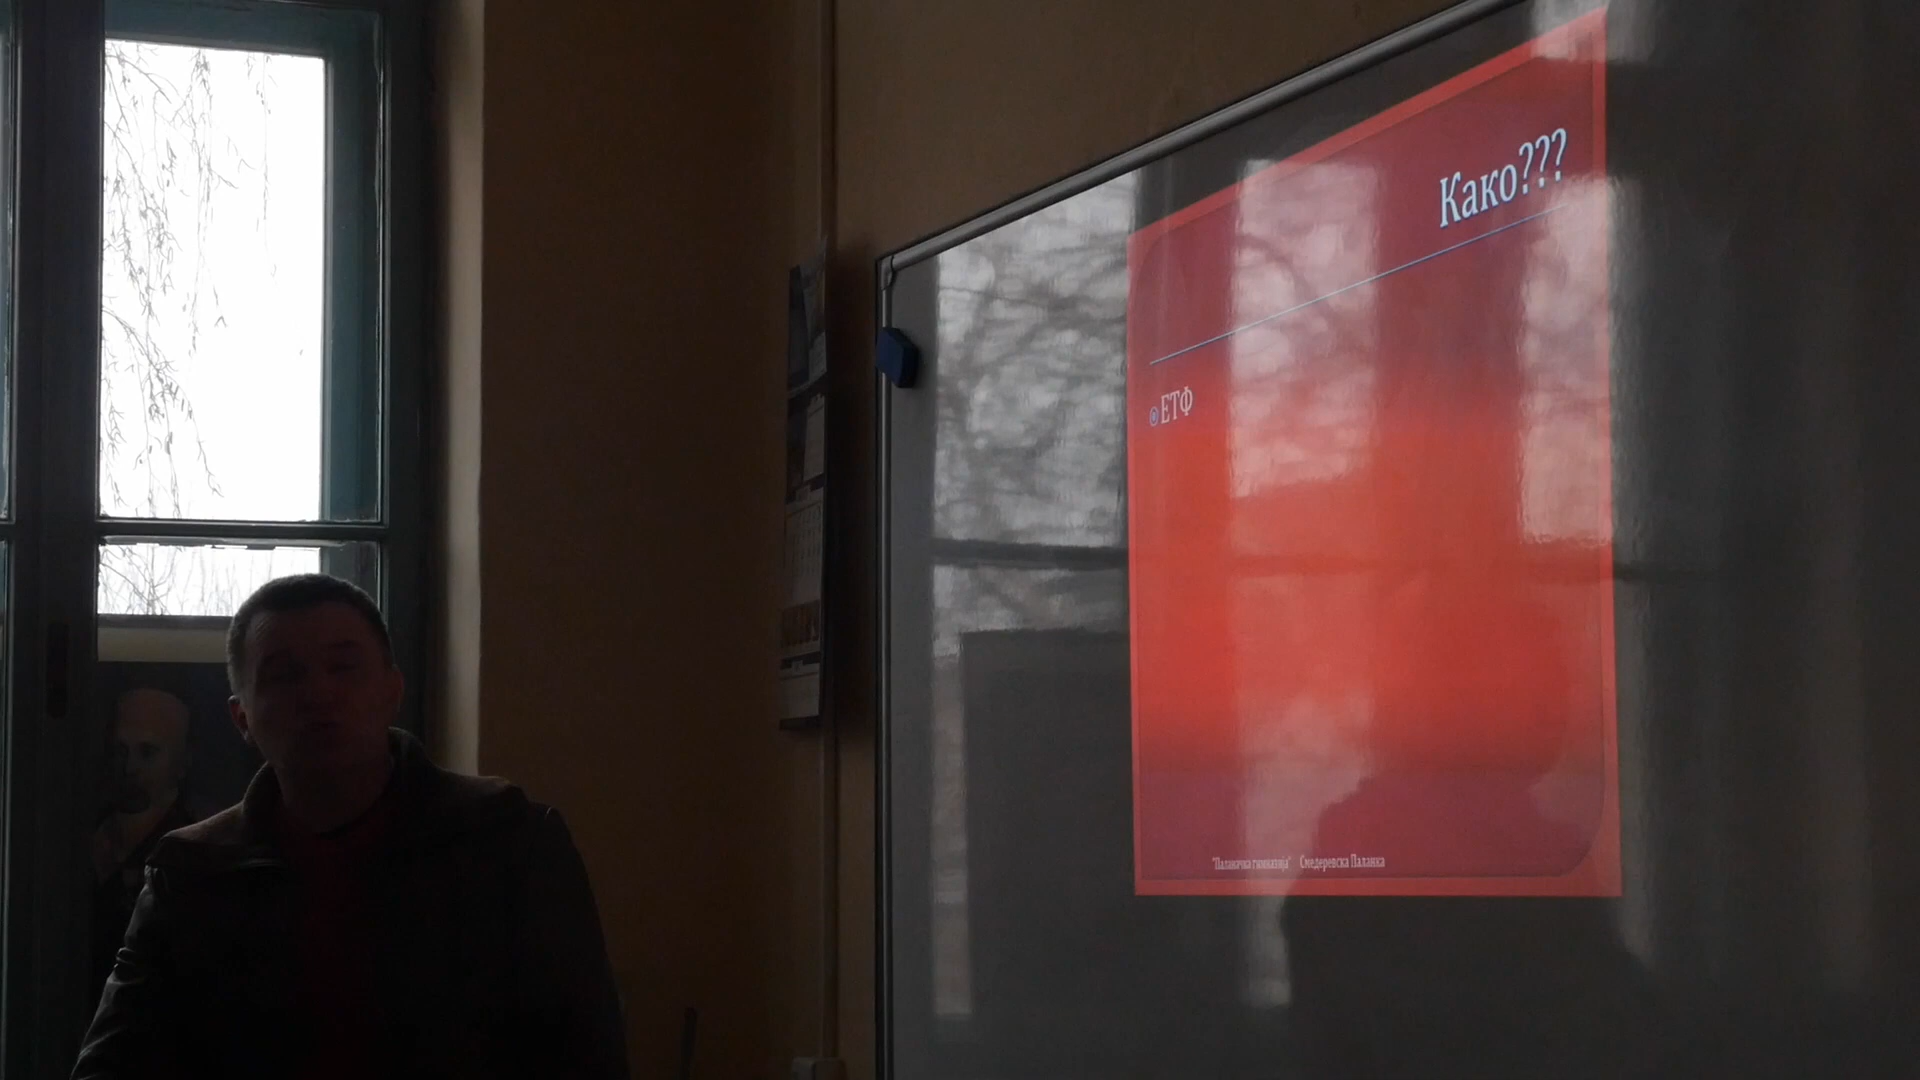 Како???
ЕТФ
"Паланачка гимназија" Смедеревска Паланка